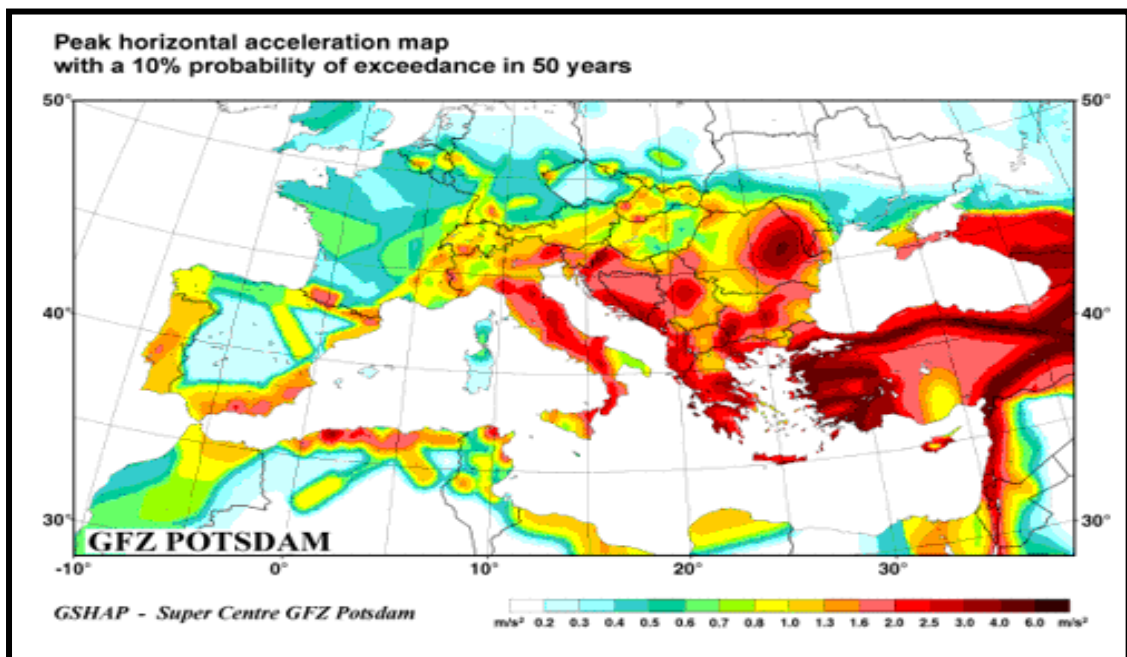 Peak horizontal acceleration map
with a 10% probability of exceedance in 50 years
50° 50°
40° 40°
30° 30°
GFZ POTSDAM
-10° 0° 10° 20° 30°
GSHAP - Super Centre GFZ Potsdam
m/s² 0.2 0.3 0.4 0.5 0.6 0.7 0.8 1.0 1.3 1.6 2.0 2.5 3.0 4.0 6.0 m/s²